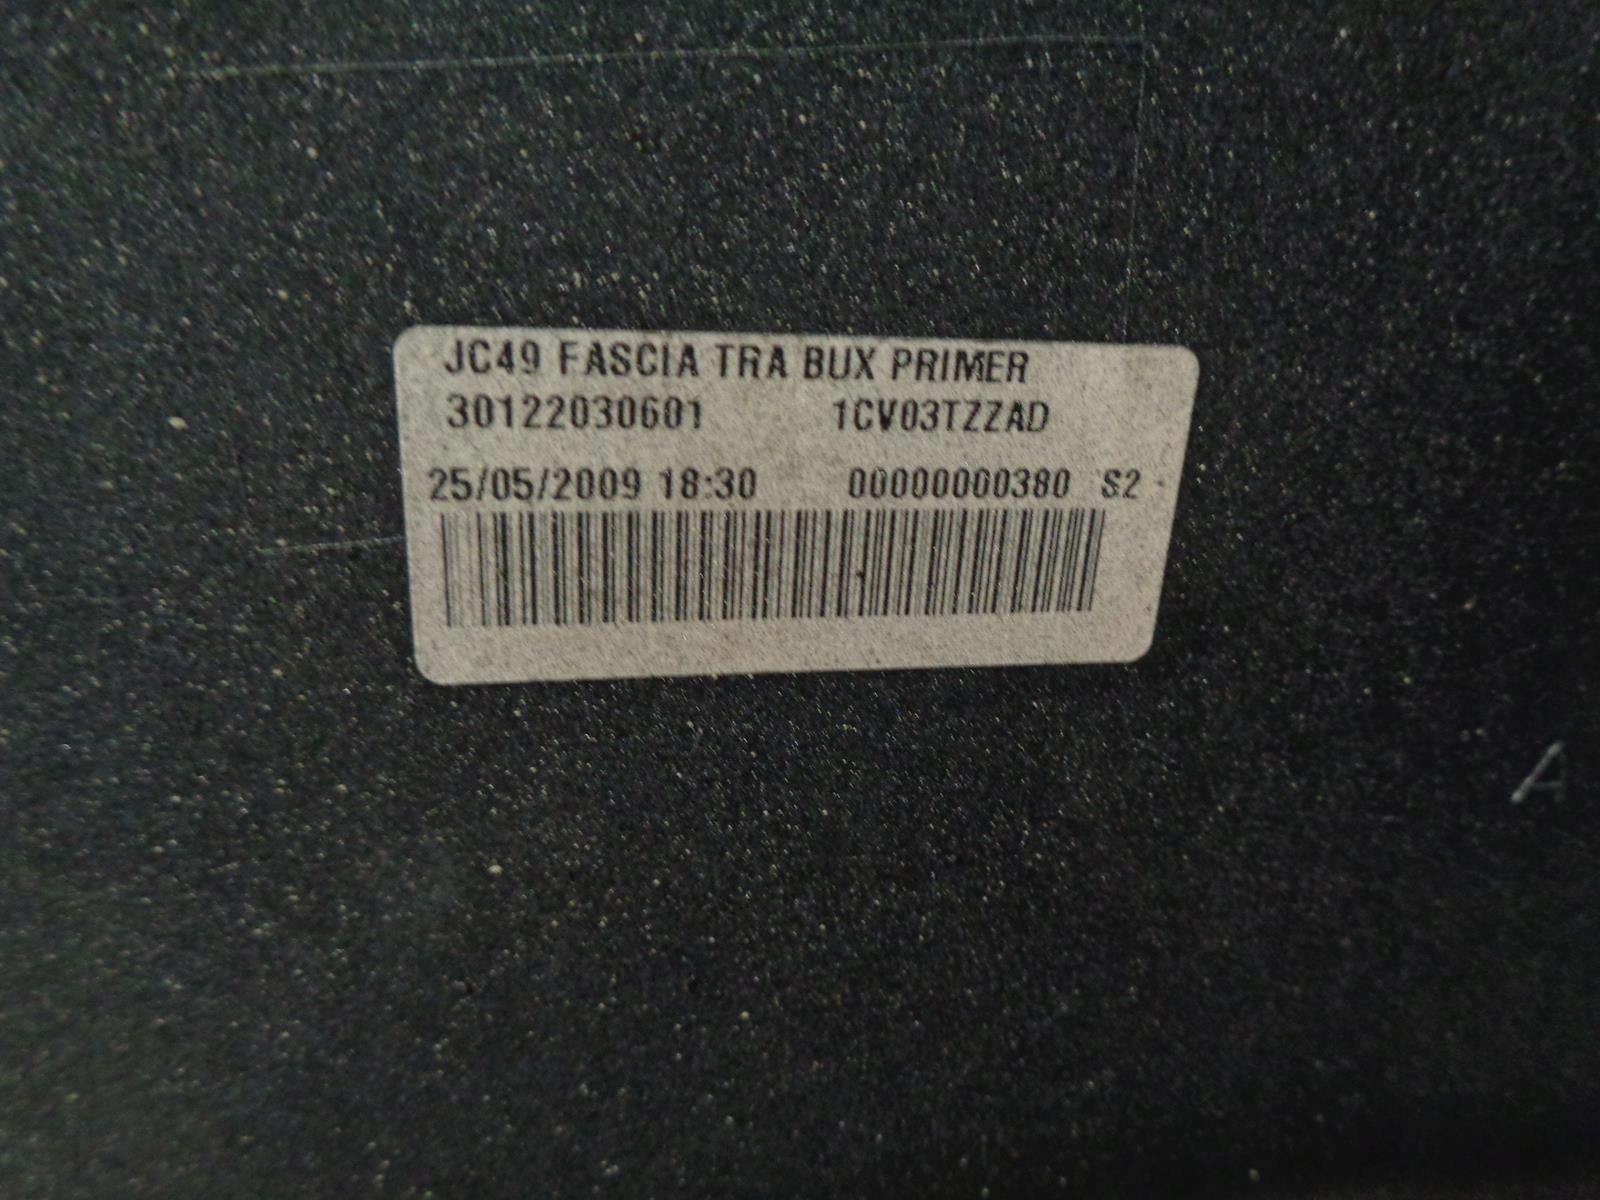 JC49 FASCIA TRA BUX PRIMER
30122030601 1CV03TZZAD
25/05/2009 18:30 00000000380 S2
A